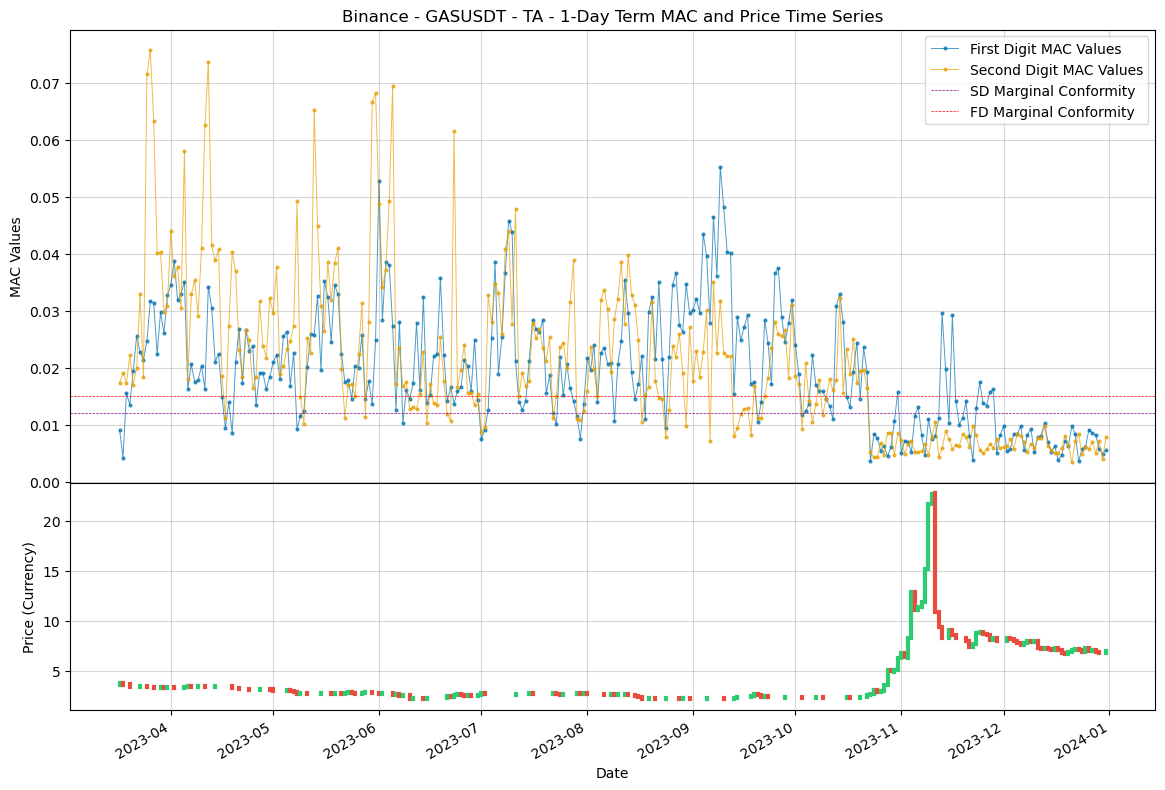 Binance - GASUSDT - TA - 1-Day Term MAC and Price Time Series
First Digit MAC Values
Second Digit MAC Values
SD Marginal Conformity
FD Marginal Conformity
MAC Values
0.07
0.06
0.05
0.04
0.03
0.02
0.01
0.00
Price (Currency)
20
15
10
5
2023-04
2023-05
2023-06
2023-07
2023-08
2023-09
2023-10
2023-11
2023-12
2024-01
Date